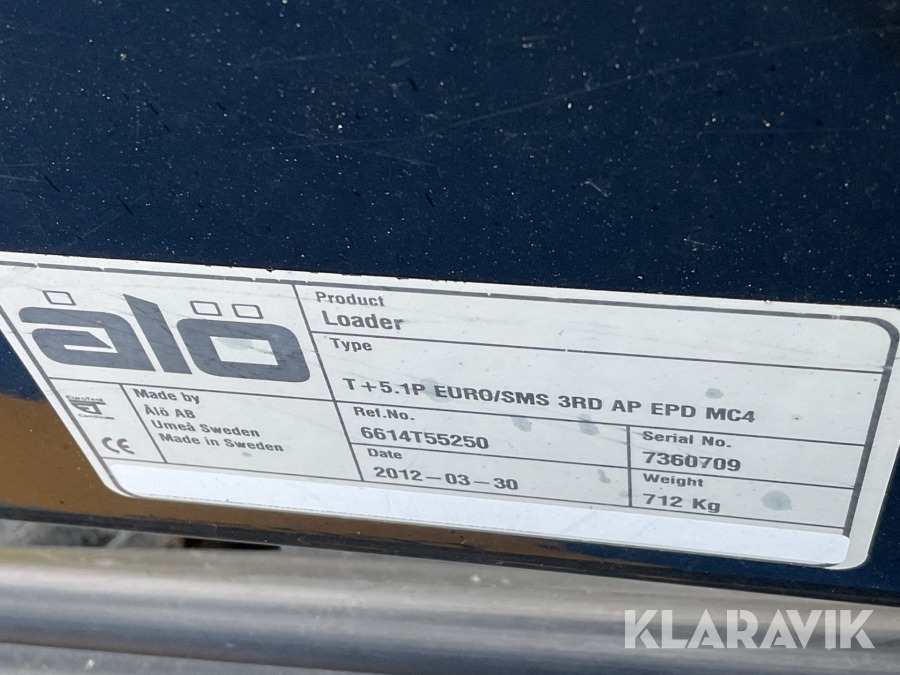 ålö
Product
Loader
Type
T+5.1P EURO/SMS 3RD AP EPD MC4
Made by
Ålö AB
Umeå Sweden
Made in Sweden
CE
Ref.No.
6614T55250
Serial No.
7360709
Date
2012-03-30
Weight
712 Kg
KLARAVIK